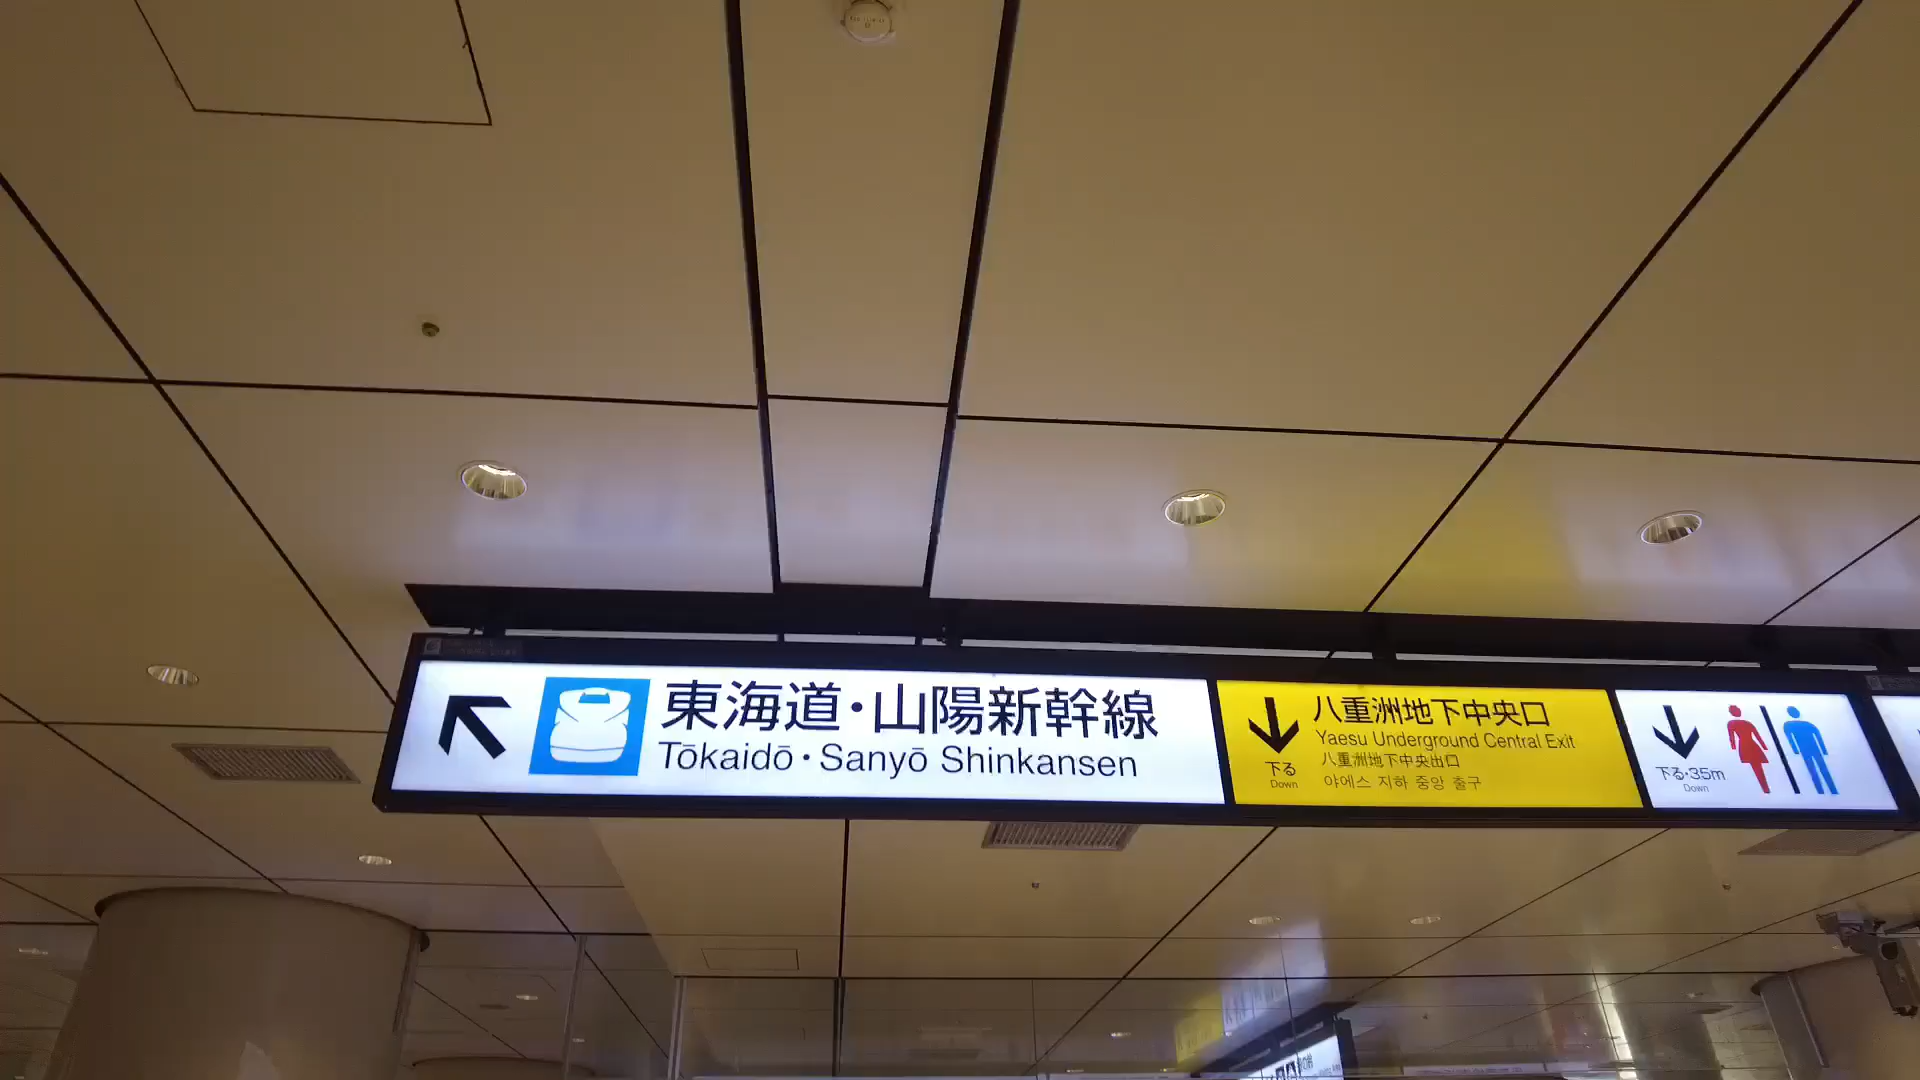 東海道・山陽新幹線
Tōkaidō・Sanyō Shinkansen
下る
Down
八重洲地下中央口
Yaesu Underground Central Exit
八重洲地下中央出口
야에스 지하 중앙 출구
下る・35m
Down